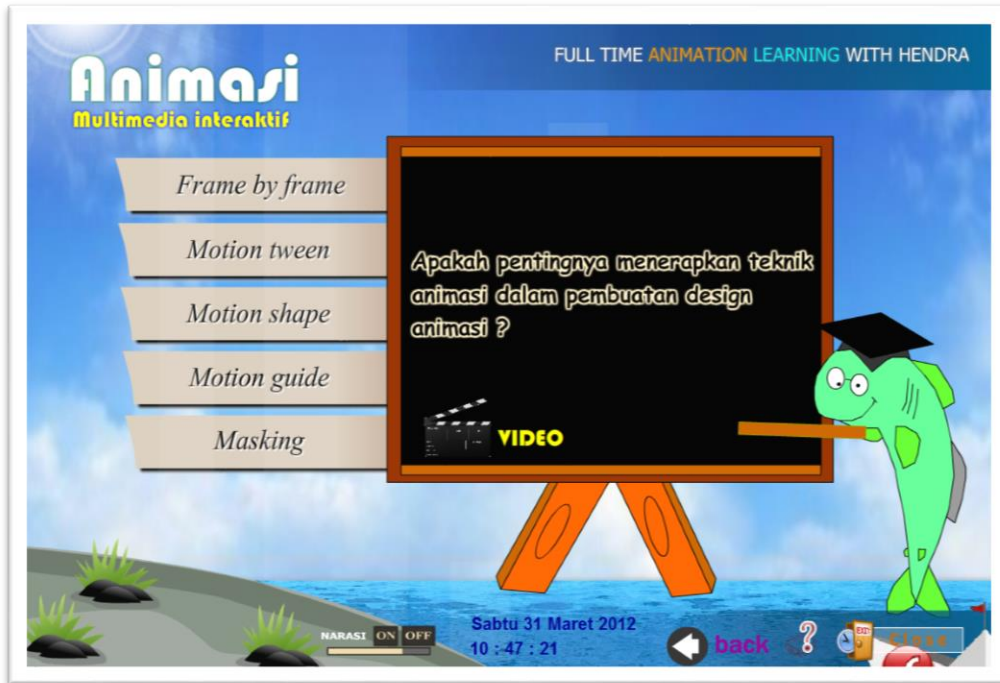 Animasi
Multimedia interaktif
FULL TIME ANIMATION LEARNING WITH HENDRA
Frame by frame
Motion tween
Motion shape
Motion guide
Masking
Apakah pentingnya menerapkan teknik
animasi dalam pembuatan design
animasi ?
VIDEO
NARASI ON OFF
Sabtu 31 Maret 2012
10 : 47 : 21
back
?
EXIT
Close